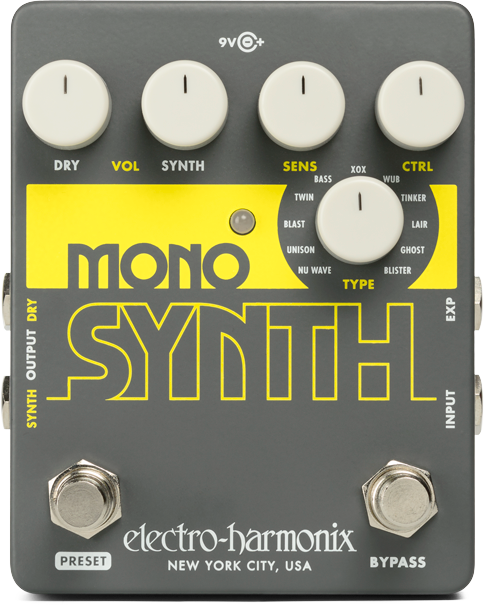 9V
DRY VOL SYNTH SENS CTRL
XOX
BASS WUB
TWIN TINKER
BLAST LAIR
UNISON GHOST
NU WAVE BLISTER
TYPE
MONO
SYNTH
SYNTH OUTPUT DRY
EXP
INPUT
electro-harmonix
PRESET
NEW YORK CITY, USA
BYPASS